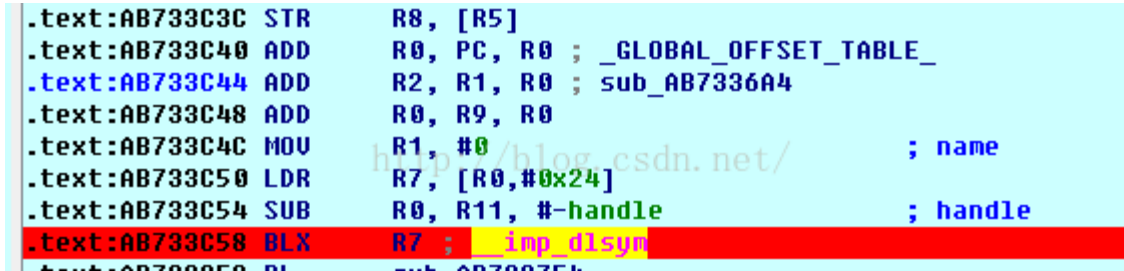 .text:AB733C3C STR R8, [R5]
.text:AB733C40 ADD R0, PC, R0 ; _GLOBAL_OFFSET_TABLE_
.text:AB733C44 ADD R2, R1, R0 ; sub_AB7336A4
.text:AB733C48 ADD R0, R9, R0
.text:AB733C4C MOV R1, #0 ; name
http://blog.csdn.net/
.text:AB733C50 LDR R7, [R0,#0x24]
.text:AB733C54 SUB R0, R11, #-handle ; handle
.text:AB733C58 BLX R7 ; __imp_dlsym